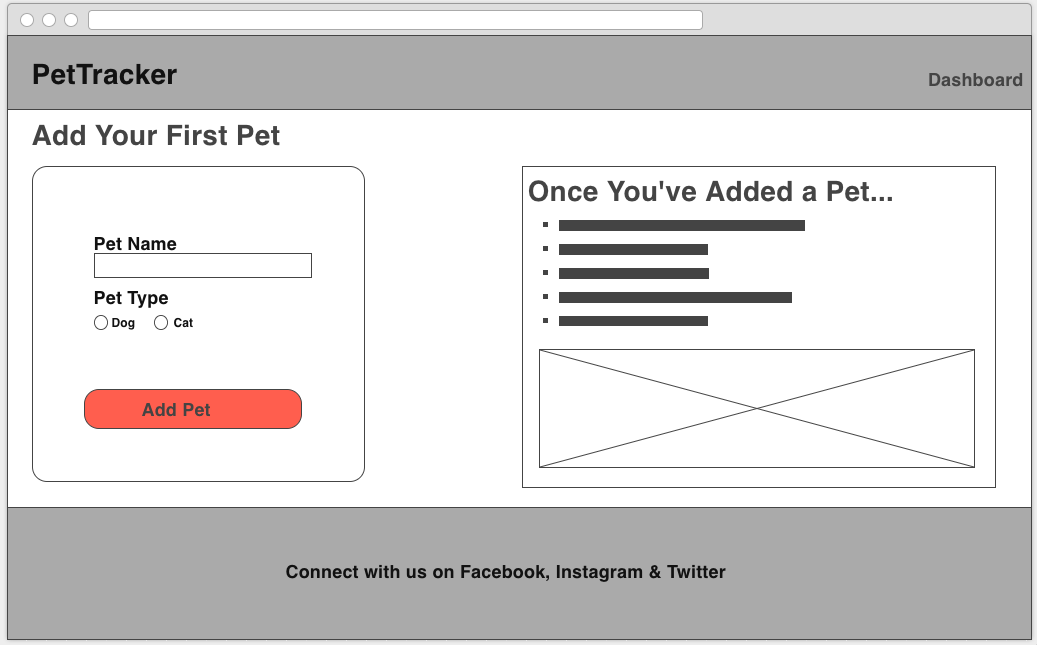 PetTracker
Dashboard
Add Your First Pet
Pet Name
Pet Type
Dog
Cat
Add Pet
Once You've Added a Pet...
Connect with us on Facebook, Instagram & Twitter